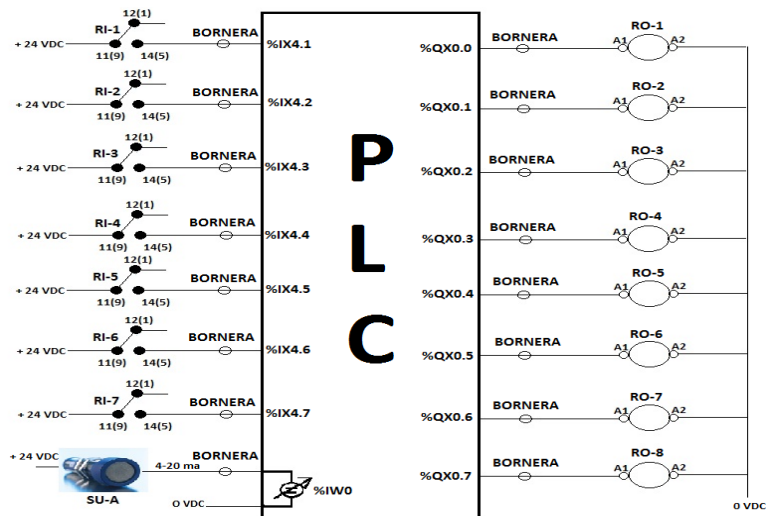 12(1)
RI-1
BORNERA
+ 24 VDC
%IX4.1
11(9)
14(5)
12(1)
RI-2
BORNERA
+ 24 VDC
%IX4.2
11(9)
14(5)
12(1)
RI-3
BORNERA
+ 24 VDC
%IX4.3
11(9)
14(5)
12(1)
RI-4
BORNERA
+ 24 VDC
%IX4.4
11(9)
14(5)
12(1)
RI-5
BORNERA
+ 24 VDC
%IX4.5
11(9)
14(5)
12(1)
RI-6
BORNERA
+ 24 VDC
%IX4.6
11(9)
14(5)
12(1)
RI-7
BORNERA
+ 24 VDC
%IX4.7
11(9)
14(5)
+ 24 VDC
BORNERA
4-20 ma
SU-A
0 VDC
%IW0
P
L
C
%QX0.0
BORNERA
A1
RO-1
A2
%QX0.1
BORNERA
A1
RO-2
A2
%QX0.2
BORNERA
A1
RO-3
A2
%QX0.3
BORNERA
A1
RO-4
A2
%QX0.4
BORNERA
A1
RO-5
A2
%QX0.5
BORNERA
A1
RO-6
A2
%QX0.6
BORNERA
A1
RO-7
A2
%QX0.7
BORNERA
A1
RO-8
A2
0 VDC